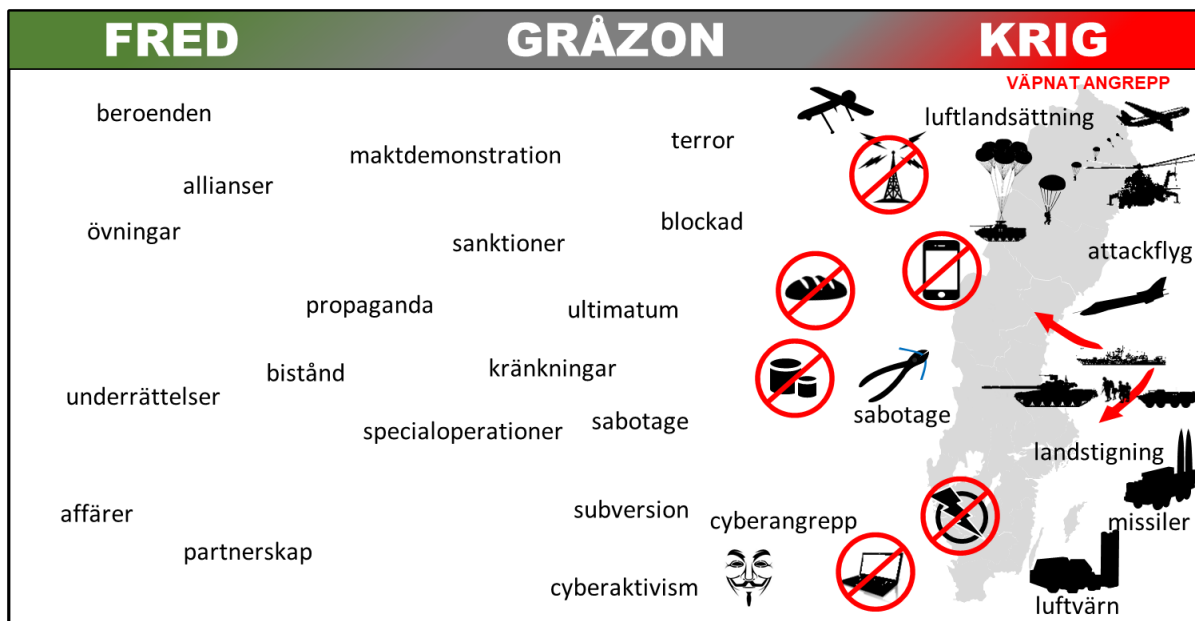 FRED
GRÅZON
KRIG
VÄPNAT ANGREPP
beroenden
luftlandsättning
terror
maktdemonstration
allianser
blockad
övningar
sanktioner
attackflyg
propaganda
ultimatum
kränkningar
bistånd
underrättelser
sabotage
sabotage
specialoperationer
landstigning
affärer
subversion
cyberangrepp
missiler
partnerskap
cyberaktivism
luftvärn